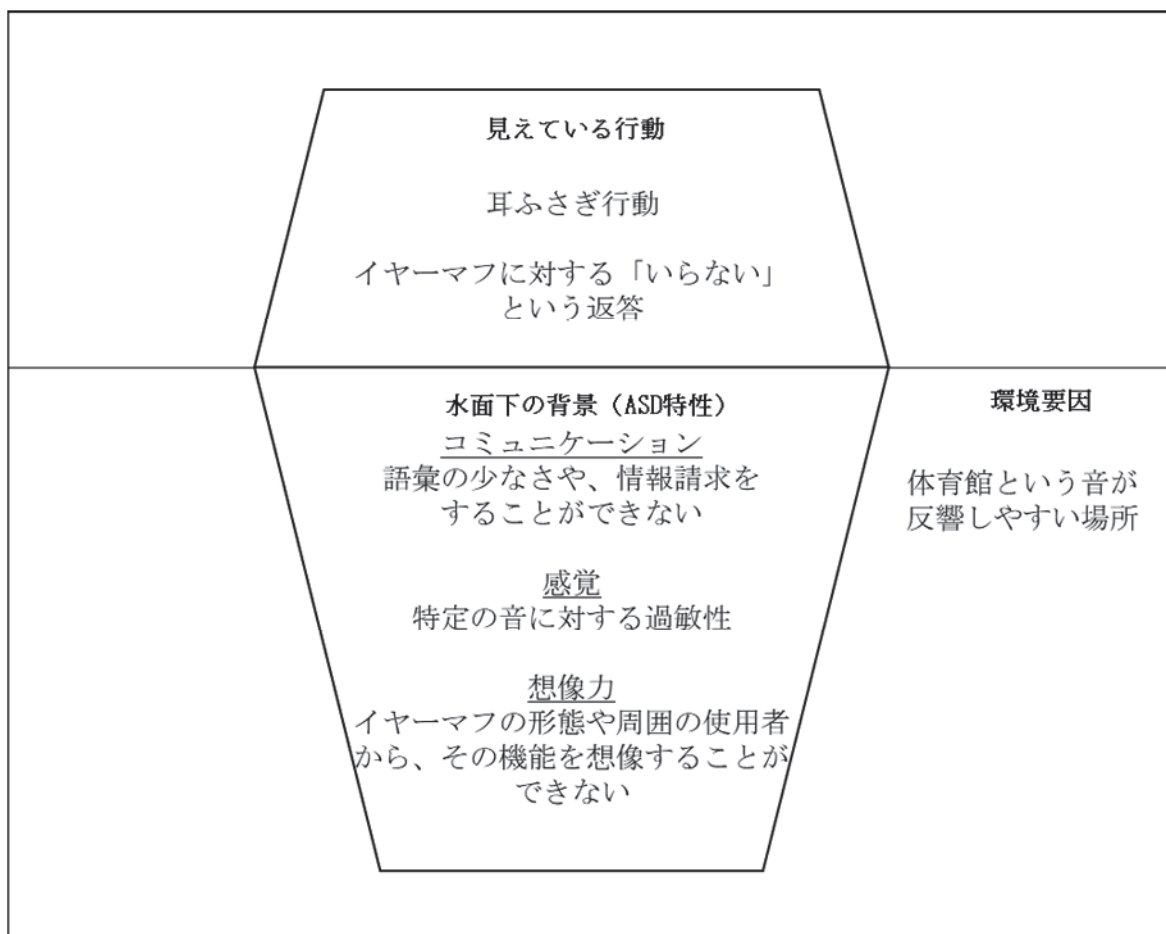 見えている行動
耳ふさぎ行動
イヤーマフに対する「いらない」
という返答
水面下の背景（ASD特性）
コミュニケーション
語彙の少なさや、情報請求を
することができない
感覚
特定の音に対する過敏性
想像力
イヤーマフの形態や周囲の使用者
から、その機能を想像することが
できない
環境要因
体育館という音が
反響しやすい場所